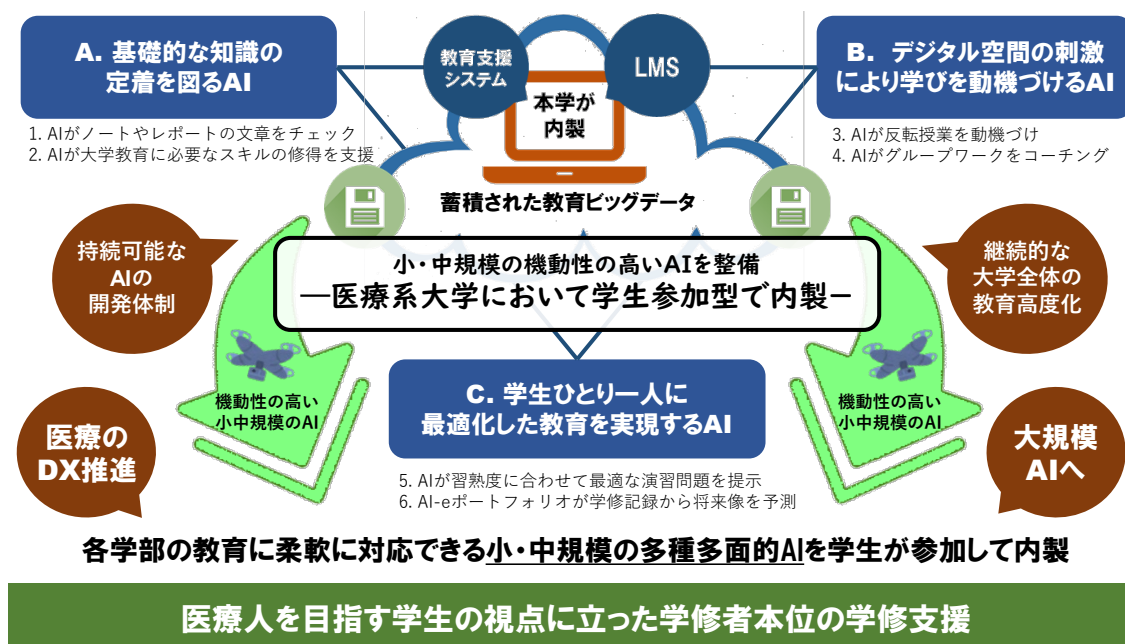 A. 基礎的な知識の
定着を図るAI
1. AIがノートやレポートの文章をチェック
2. AIが大学教育に必要なスキルの修得を支援
教育支援
システム
LMS
本学が
内製
蓄積された教育ビッグデータ
B. デジタル空間の刺激
により学びを動機づけるAI
3. AIが反転授業を動機づけ
4. AIがグループワークをコーチング
持続可能な
AIの
開発体制
小・中規模の機動性の高いAIを整備
―医療系大学において学生参加型で内製―
継続的な
大学全体の
教育高度化
機動性の高い
小中規模のAI
C. 学生ひとり一人に
最適化した教育を実現するAI
5. AIが習熟度に合わせて最適な演習問題を提示
6. AI-eポートフォリオが学修記録から将来像を予測
機動性の高い
小中規模のAI
医療の
DX推進
大規模
AIへ
各学部の教育に柔軟に対応できる小・中規模の多種多面的AIを学生が参加して内製
医療人を目指す学生の視点に立った学修者本位の学修支援